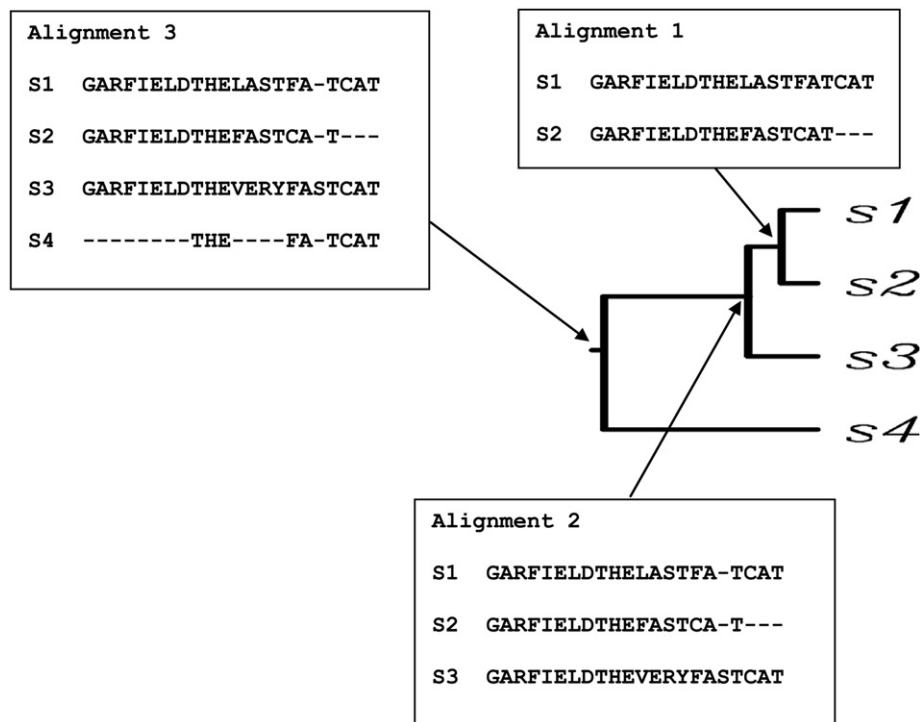 Alignment 3
S1 GARFIELDTHELASTFA-TCAT
S2 GARFIELDTHEFASTCA-T---
S3 GARFIELDTHEVERYFASTCAT
S4 --------THE----FA-TCAT
Alignment 1
S1 GARFIELDTHELASTFATCAT
S2 GARFIELDTHEFASTCAT---
s1
s2
s3
s4
Alignment 2
S1 GARFIELDTHELASTFA-TCAT
S2 GARFIELDTHEFASTCA-T---
S3 GARFIELDTHEVERYFASTCAT